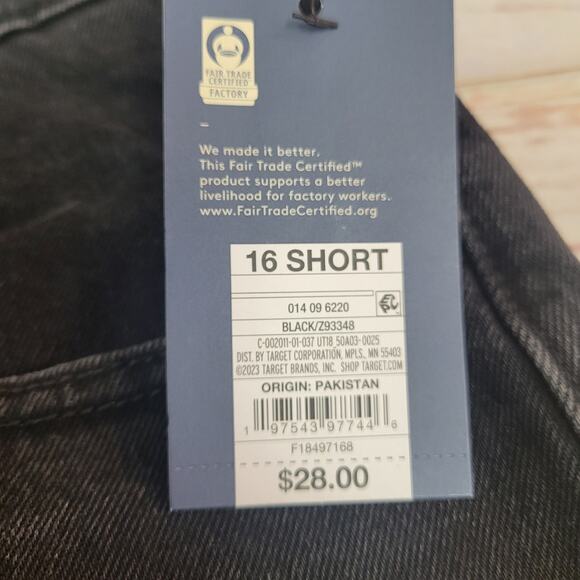 FAIR TRADE
CERTIFIED
FACTORY
We made it better.
This Fair Trade Certified™
product supports a better
livelihood for factory workers.
www.FairTradeCertified.org
16 SHORT
014 09 6220
BLACK/Z93348
C-002011-01-037 UT18 50A03-0025
DIST. BY TARGET CORPORATION, MPLS, MN 55403
©2023 TARGET BRANDS, INC. SHOP TARGET.COM
ORIGIN: PAKISTAN
1 97543 97744 6
F18497168
$28.00